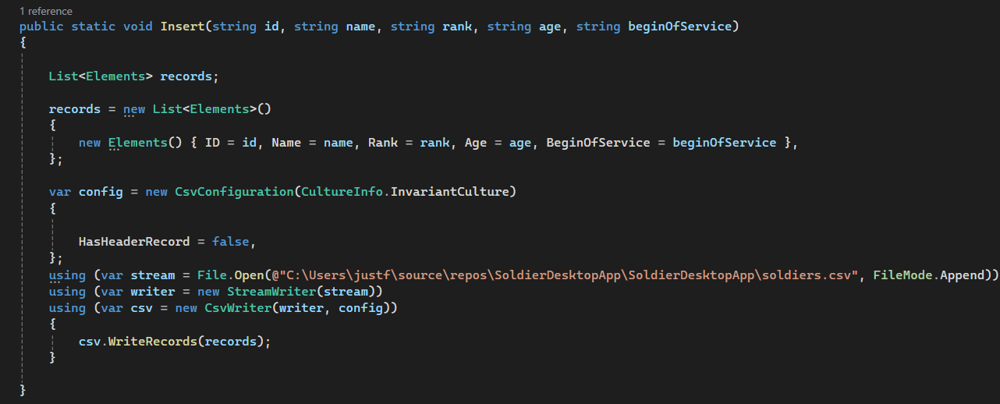 1 reference
public static void Insert(string id, string name, string rank, string age, string beginOfService)
{
List<Elements> records;
records = new List<Elements>()
{
new Elements() { ID = id, Name = name, Rank = rank, Age = age, BeginOfService = beginOfService },
};
var config = new CsvConfiguration(CultureInfo.InvariantCulture)
{
HasHeaderRecord = false,
};
using (var stream = File.Open(@"C:\Users\justf\source\repos\SoldierDesktopApp\SoldierDesktopApp\soldiers.csv", FileMode.Append))
using (var writer = new StreamWriter(stream))
using (var csv = new CsvWriter(writer, config))
{
csv.WriteRecords(records);
}
}